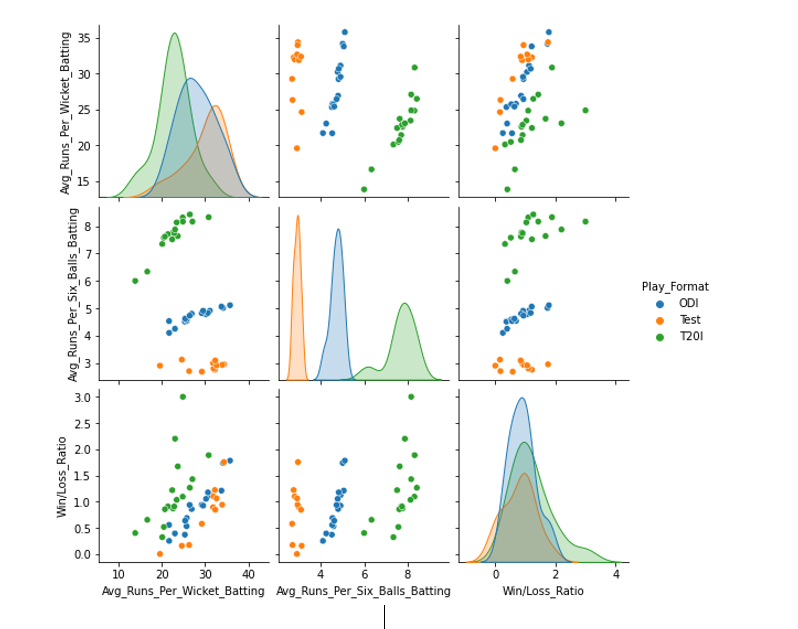 Avg_Runs_Per_Wicket_Batting
35
30
25
20
15
Avg_Runs_Per_Six_Balls_Batting
8
7
6
5
4
3
Play_Format
ODI
Test
T20I
Win/Loss_Ratio
3.0
2.5
2.0
1.5
1.0
0.5
0.0
10 20 30 40
4 6 8
0 2 4
Avg_Runs_Per_Wicket_Batting
Avg_Runs_Per_Six_Balls_Batting
Win/Loss_Ratio